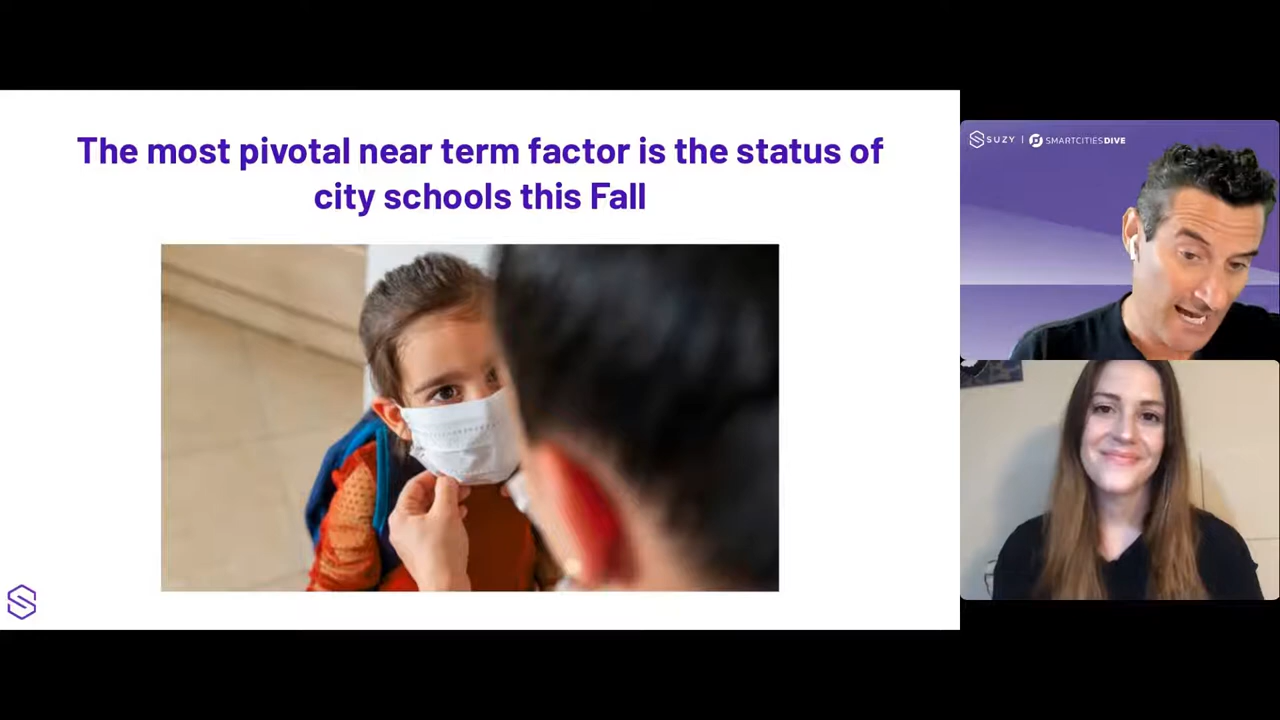 The most pivotal near term factor is the status of
city schools this Fall
SUZY | SMARTCITIESDIVE